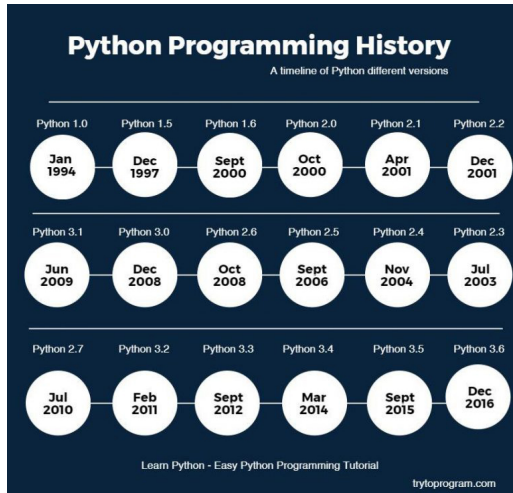 Python Programming History
A timeline of Python different versions
Python 1.0 Python 1.5 Python 1.6 Python 2.0 Python 2.1 Python 2.2
Jan Dec Sept Oct Apr Dec
1994 1997 2000 2000 2001 2001
Python 3.1 Python 3.0 Python 2.6 Python 2.5 Python 2.4 Python 2.3
Jun Dec Oct Sept Nov Jul
2009 2008 2008 2006 2004 2003
Python 2.7 Python 3.2 Python 3.3 Python 3.4 Python 3.5 Python 3.6
Jul Feb Sept Mar Sept Dec
2010 2011 2012 2014 2015 2016
Learn Python - Easy Python Programming Tutorial
trytoprogram.com